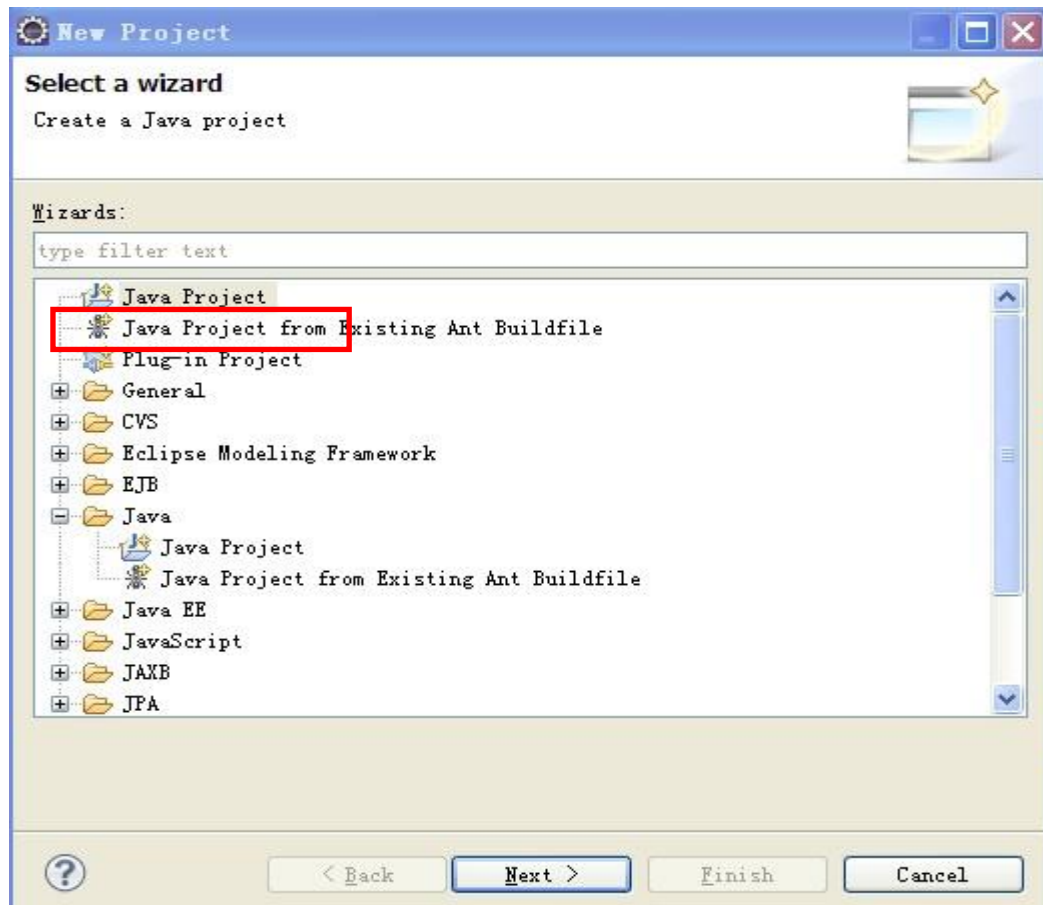 New Project
Select a wizard
Create a Java project
Wizards:
type filter text
Java Project
Java Project from Existing Ant Buildfile
Plug-in Project
General
CVS
Eclipse Modeling Framework
EJB
Java
Java Project
Java Project from Existing Ant Buildfile
Java EE
JavaScript
JAXB
JPA
? < Back Next > Finish Cancel